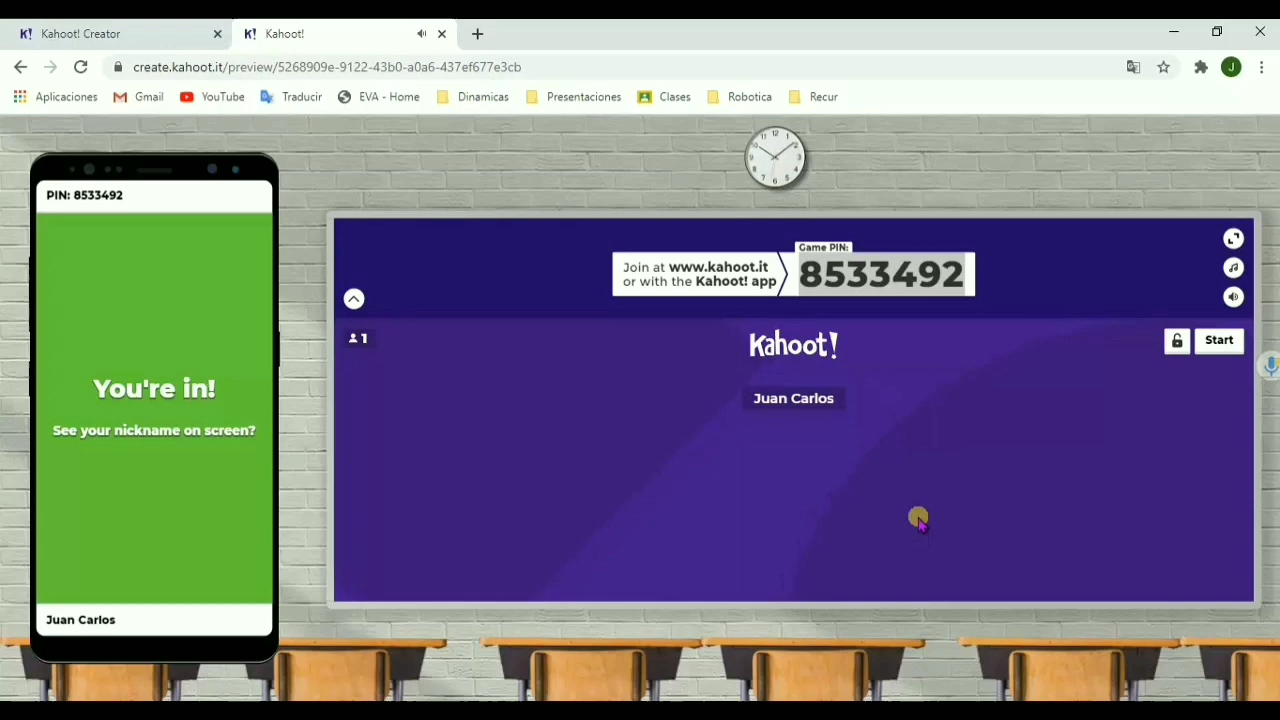 Kahoot! Creator
Kahoot!
create.kahoot.it/preview/5268909e-9122-43b0-a0a6-437ef677e3cb
J
Aplicaciones
Gmail
YouTube
Traducir
EVA - Home
Dinamicas
Presentaciones
Clases
Robotica
Recur
PIN: 8533492
You're in!
See your nickname on screen?
Juan Carlos
Join at www.kahoot.it
or with the Kahoot! app
Game PIN:
8533492
1
Kahoot!
Start
Juan Carlos